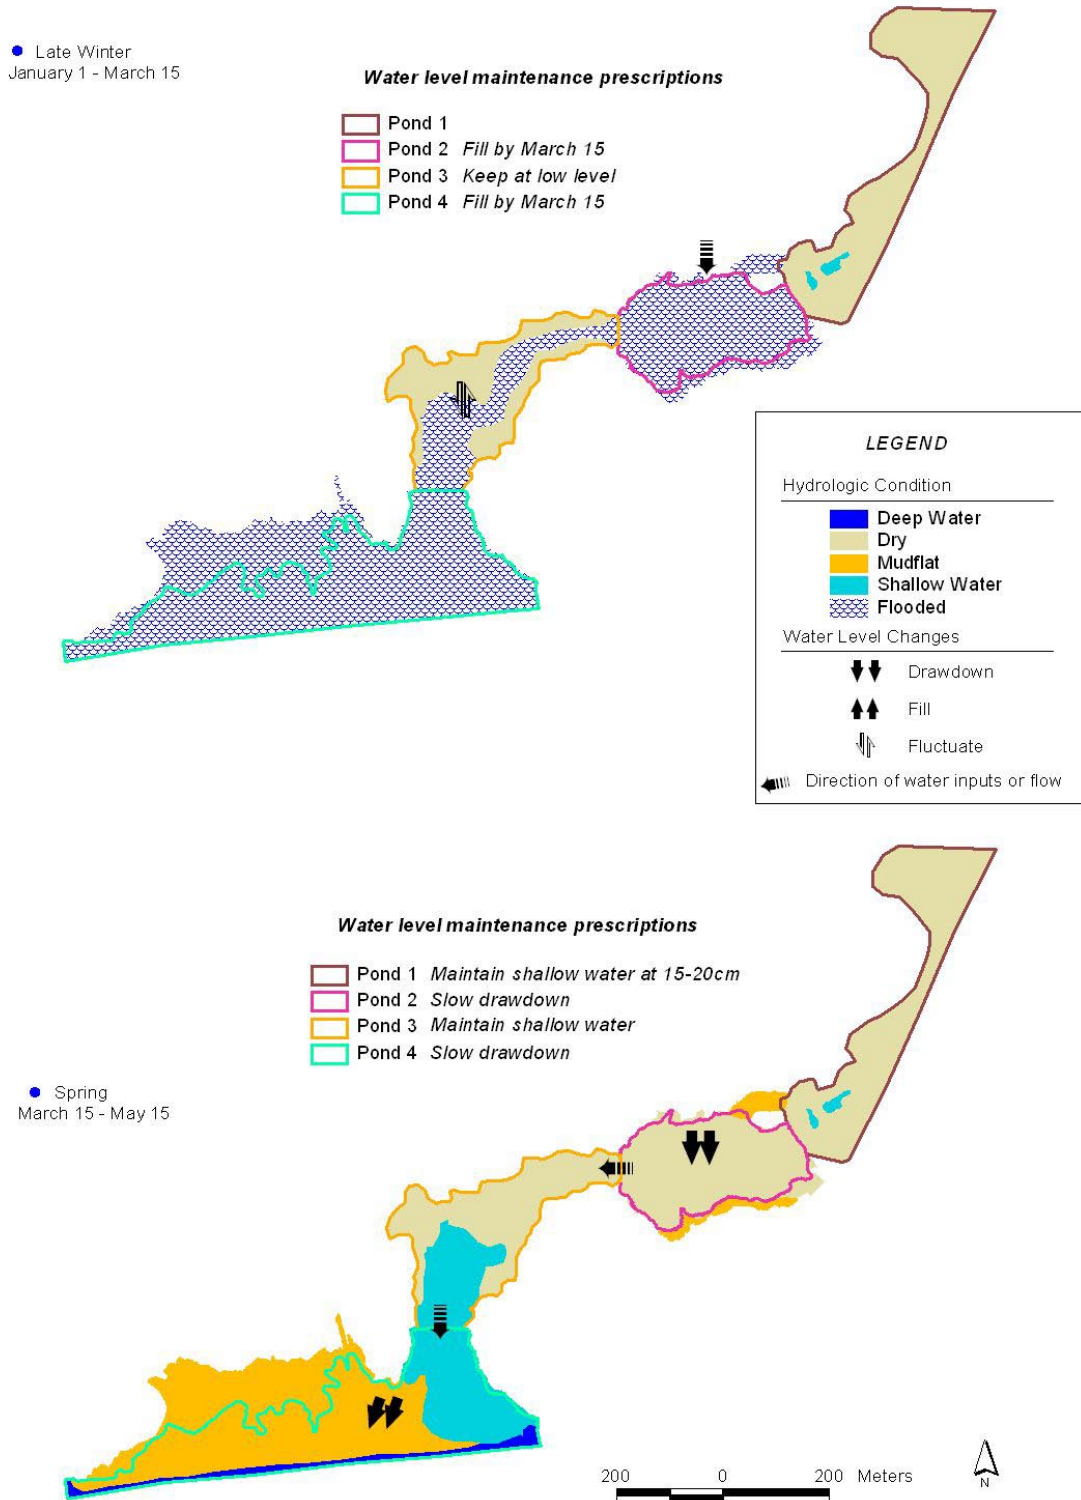 Late Winter
January 1 - March 15
Water level maintenance prescriptions
Pond 1
Pond 2 Fill by March 15
Pond 3 Keep at low level
Pond 4 Fill by March 15
LEGEND
Hydrologic Condition
Deep Water
Dry
Mudflat
Shallow Water
Flooded
Water Level Changes
Drawdown
Fill
Fluctuate
Direction of water inputs or flow
Water level maintenance prescriptions
Pond 1 Maintain shallow water at 15-20cm
Pond 2 Slow drawdown
Pond 3 Maintain shallow water
Pond 4 Slow drawdown
Spring
March 15 - May 15
200 0 200 Meters
N